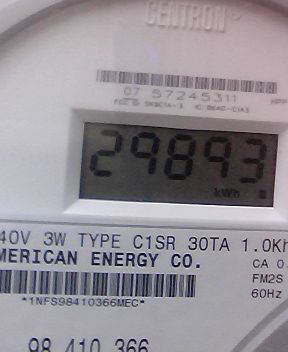 CENTRON
07 57245311
29893
kWh
40V 3W TYPE C1SR 30TA 1.0Kh
MERICAN ENERGY CO.
CA 0.
FM2S
60Hz
*1NFS98410366MEC*
98 410 366